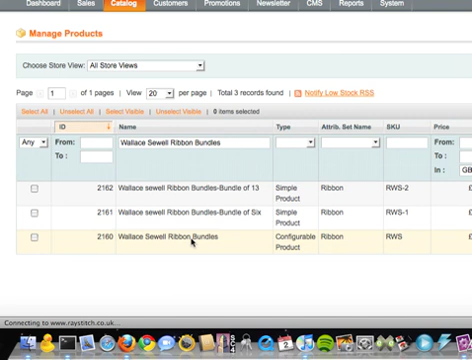 Dashboard Sales Catalog Customers Promotions Newsletter CMS Reports System
Manage Products
Choose Store View: All Store Views
Page 1 of 1 pages | View 20 per page | Total 3 records found | Notify Low Stock RSS
Select All | Unselect All | Select Visible | Unselect Visible | 0 items selected
ID Name Type Attrib. Set Name SKU Price
Any From: Wallace Sewell Ribbon Bundles From:
To : To :
In : GB
2162 Wallace sewell Ribbon Bundles-Bundle of 13 Simple Product Ribbon RWS-2 £
2161 Wallace sewell Ribbon Bundles-Bundle of Six Simple Product Ribbon RWS-1 £
2160 Wallace Sewell Ribbon Bundles Configurable Product Ribbon RWS £
Connecting to www.raystitch.co.uk...
2